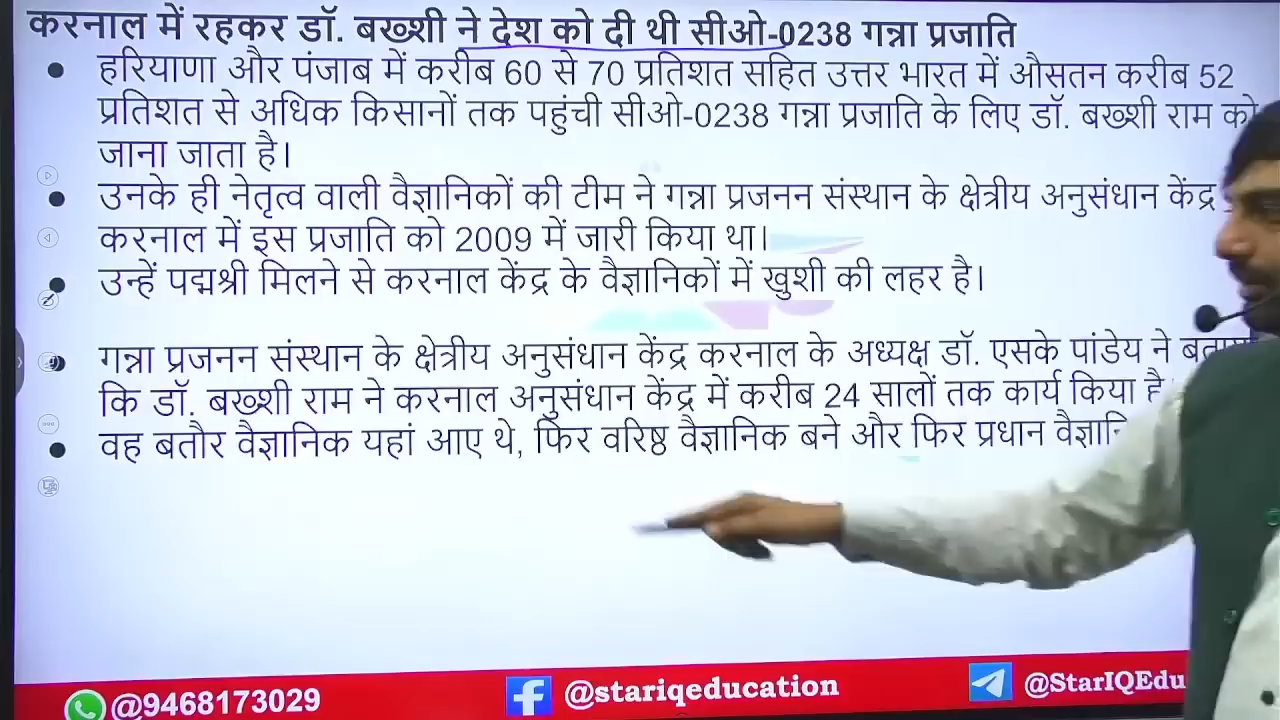 करनाल में रहकर डॉ. बख्शी ने देश को दी थी सीओ-0238 गन्ना प्रजाति
• हरियाणा और पंजाब में करीब 60 से 70 प्रतिशत सहित उत्तर भारत में औसतन करीब 52
प्रतिशत से अधिक किसानों तक पहुंची सीओ-0238 गन्ना प्रजाति के लिए डॉ. बख्शी राम को
जाना जाता है।
• उनके ही नेतृत्व वाली वैज्ञानिकों की टीम ने गन्ना प्रजनन संस्थान के क्षेत्रीय अनुसंधान केंद्र
करनाल में इस प्रजाति को 2009 में जारी किया था।
• उन्हें पद्मश्री मिलने से करनाल केंद्र के वैज्ञानिकों में खुशी की लहर है।
• गन्ना प्रजनन संस्थान के क्षेत्रीय अनुसंधान केंद्र करनाल के अध्यक्ष डॉ. एसके पांडेय ने
कि डॉ. बख्शी राम ने करनाल अनुसंधान केंद्र में करीब 24 सालों तक कार्य किया है
• वह बतौर वैज्ञानिक यहां आए थे, फिर वरिष्ठ वैज्ञानिक बने और फिर प्रधान
@9468173029 @stariqeducation @StarIQEdu